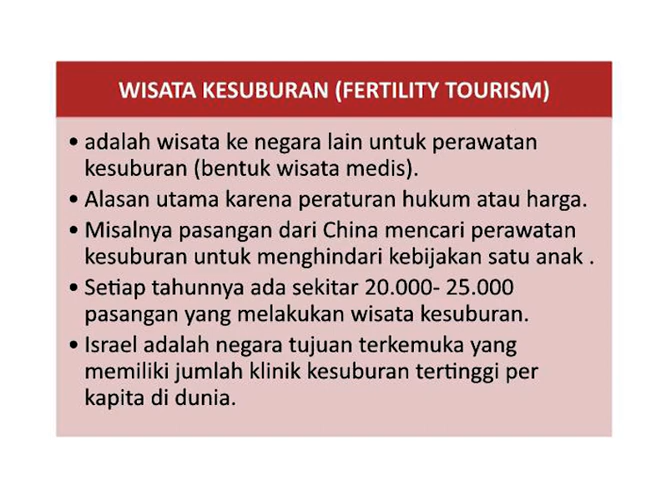 WISATA KESUBURAN (FERTILITY TOURISM)
• adalah wisata ke negara lain untuk perawatan
kesuburan (bentuk wisata medis).
• Alasan utama karena peraturan hukum atau harga.
• Misalnya pasangan dari China mencari perawatan
kesuburan untuk menghindari kebijakan satu anak .
• Setiap tahunnya ada sekitar 20.000- 25.000
pasangan yang melakukan wisata kesuburan.
• Israel adalah negara tujuan terkemuka yang
memiliki jumlah klinik kesuburan tertinggi per
kapita di dunia.